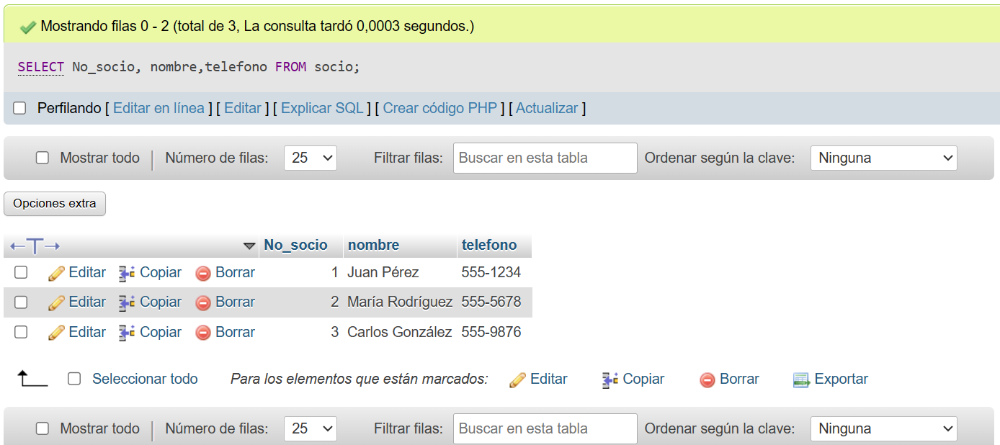 Mostrando filas 0 - 2 (total de 3, La consulta tardó 0,0003 segundos.)
SELECT No_socio, nombre,telefono FROM socio;
Perfilando [ Editar en línea ] [ Editar ] [ Explicar SQL ] [ Crear código PHP ] [ Actualizar ]
Mostrar todo | Número de filas: 25 Filtrar filas: Buscar en esta tabla Ordenar según la clave: Ninguna
Opciones extra
←T→ No_socio nombre telefono
Editar Copiar Borrar 1 Juan Pérez 555-1234
Editar Copiar Borrar 2 María Rodríguez 555-5678
Editar Copiar Borrar 3 Carlos González 555-9876
Seleccionar todo Para los elementos que están marcados: Editar Copiar Borrar Exportar
Mostrar todo | Número de filas: 25 Filtrar filas: Buscar en esta tabla Ordenar según la clave: Ninguna